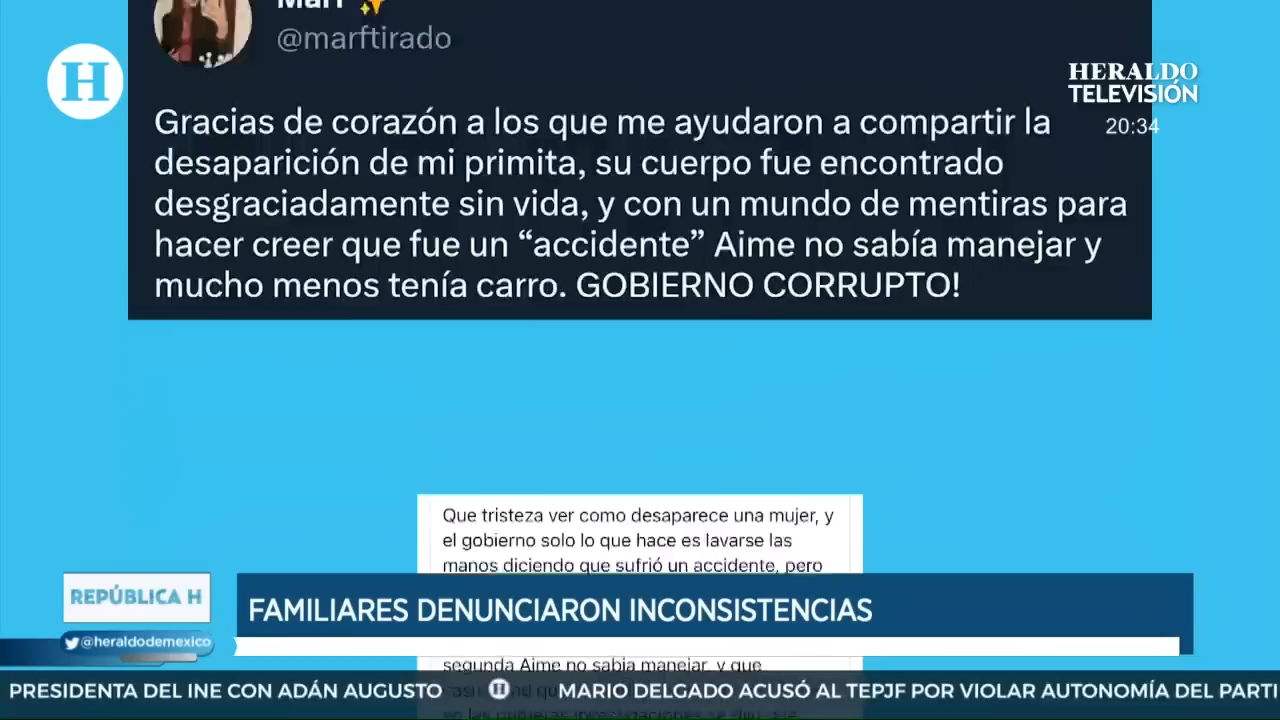 Marf
@marftirado
H
HERALDO
TELEVISIÓN
20:34
Gracias de corazón a los que me ayudaron a compartir la
desaparición de mi primita, su cuerpo fue encontrado
desgraciadamente sin vida, y con un mundo de mentiras para
hacer creer que fue un “accidente” Aime no sabía manejar y
mucho menos tenía carro. GOBIERNO CORRUPTO!
Que tristeza ver como desaparece una mujer, y
el gobierno solo lo que hace es lavarse las
manos diciendo que sufrió un accidente, pero
REPÚBLICA H
FAMILIARES DENUNCIARON INCONSISTENCIAS
@heraldodemexico
segunda Aime no sabia manejar, y que
PRESIDENTA DEL INE CON ADÁN AUGUSTO
H
MARIO DELGADO ACUSÓ AL TEPJF POR VIOLAR AUTONOMÍA DEL PARTI